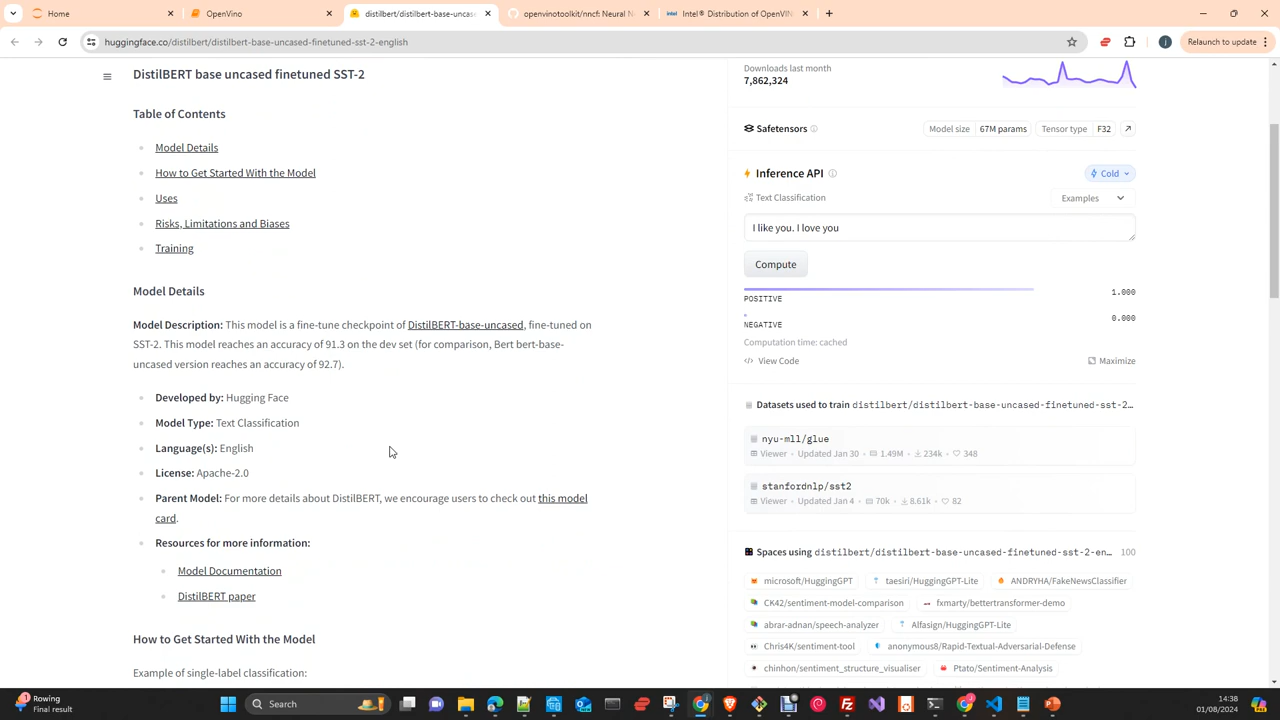 Home
OpenVino
distilbert/distilbert-base-uncas
openvinotoolkit/nncf: Neural N
Intel® Distribution of OpenVIN
huggingface.co/distilbert/distilbert-base-uncased-finetuned-sst-2-english
Relaunch to update
DistilBERT base uncased finetuned SST-2
Table of Contents
Model Details
How to Get Started With the Model
Uses
Risks, Limitations and Biases
Training
Model Details
Model Description: This model is a fine-tune checkpoint of DistilBERT-base-uncased, fine-tuned on
SST-2. This model reaches an accuracy of 91.3 on the dev set (for comparison, Bert bert-base-
uncased version reaches an accuracy of 92.7).
Developed by: Hugging Face
Model Type: Text Classification
Language(s): English
License: Apache-2.0
Parent Model: For more details about DistilBERT, we encourage users to check out this model
card.
Resources for more information:
Model Documentation
DistilBERT paper
How to Get Started With the Model
Example of single-label classification:
Downloads last month
7,862,324
Safetensors
Model size 67M params Tensor type F32
Inference API
Cold
Text Classification
Examples
I like you. I love you
Compute
POSITIVE 1.000
NEGATIVE 0.000
Computation time: cached
View Code
Maximize
Datasets used to train distilbert/distilbert-base-uncased-finetuned-sst-2…
nyu-mll/glue
Viewer • Updated Jan 30 • 1.49M • 234k • 348
stanfordnlp/sst2
Viewer • Updated Jan 4 • 70k • 8.61k • 82
Spaces using distilbert/distilbert-base-uncased-finetuned-sst-2-en… 100
microsoft/HuggingGPT taesiri/HuggingGPT-Lite ANDRYHA/FakeNewsClassifier
CK42/sentiment-model-comparison fxmarty/bettertransformer-demo
abrar-adnan/speech-analyzer Alfasign/HuggingGPT-Lite
Chris4K/sentiment-tool anonymous8/Rapid-Textual-Adversarial-Defense
chinhon/sentiment_structure_visualiser Ptato/Sentiment-Analysis
Rowing
Final result
Search
14:38
01/08/2024